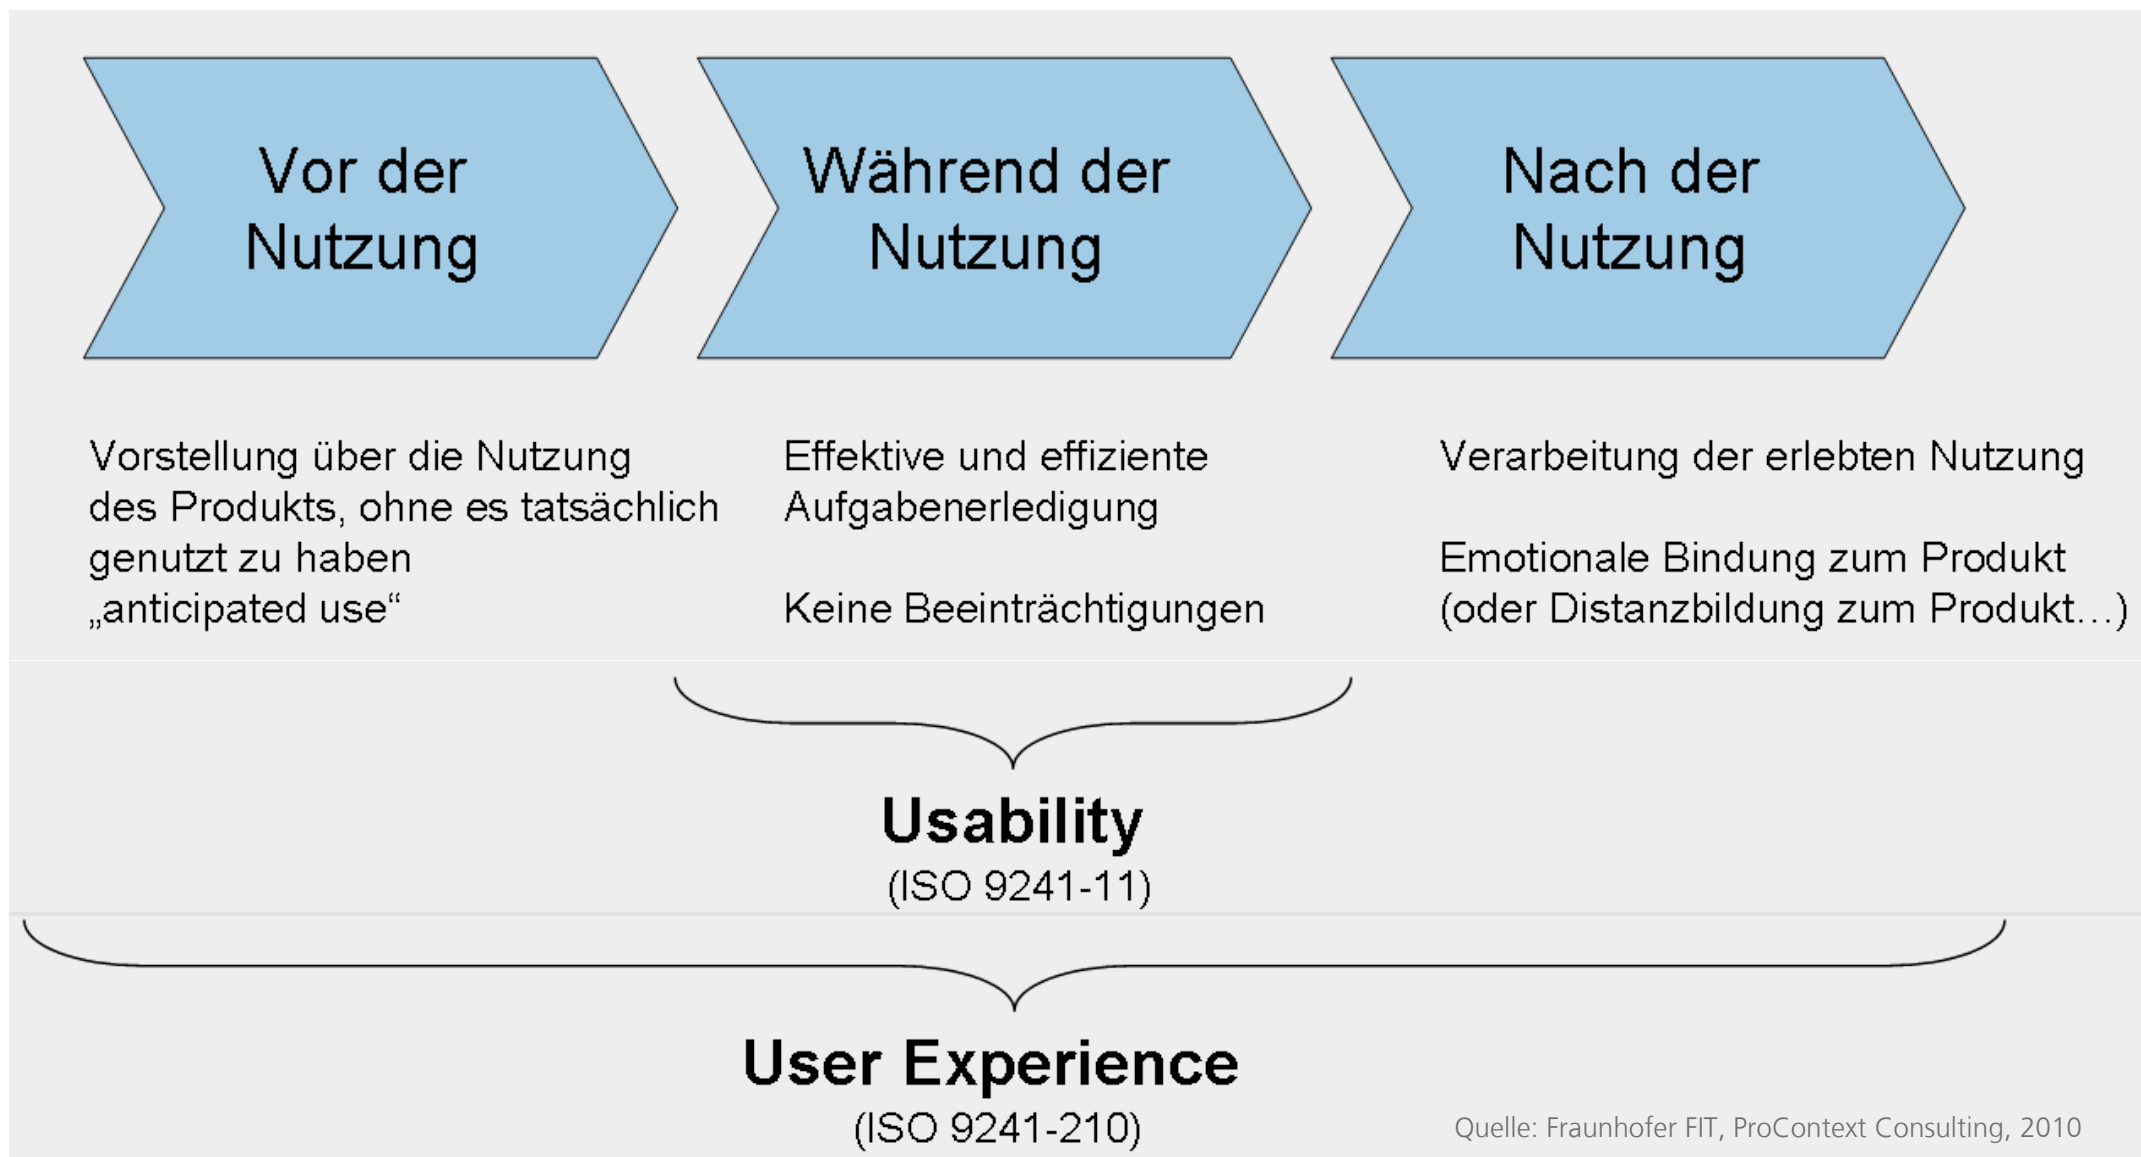 Vor der
Nutzung
Während der
Nutzung
Nach der
Nutzung
Vorstellung über die Nutzung
des Produkts, ohne es tatsächlich
genutzt zu haben
„anticipated use“
Effektive und effiziente
Aufgabenerledigung
Keine Beeinträchtigungen
Verarbeitung der erlebten Nutzung
Emotionale Bindung zum Produkt
(oder Distanzbildung zum Produkt…)
Usability
(ISO 9241-11)
User Experience
(ISO 9241-210)
Quelle: Fraunhofer FIT, ProContext Consulting, 2010